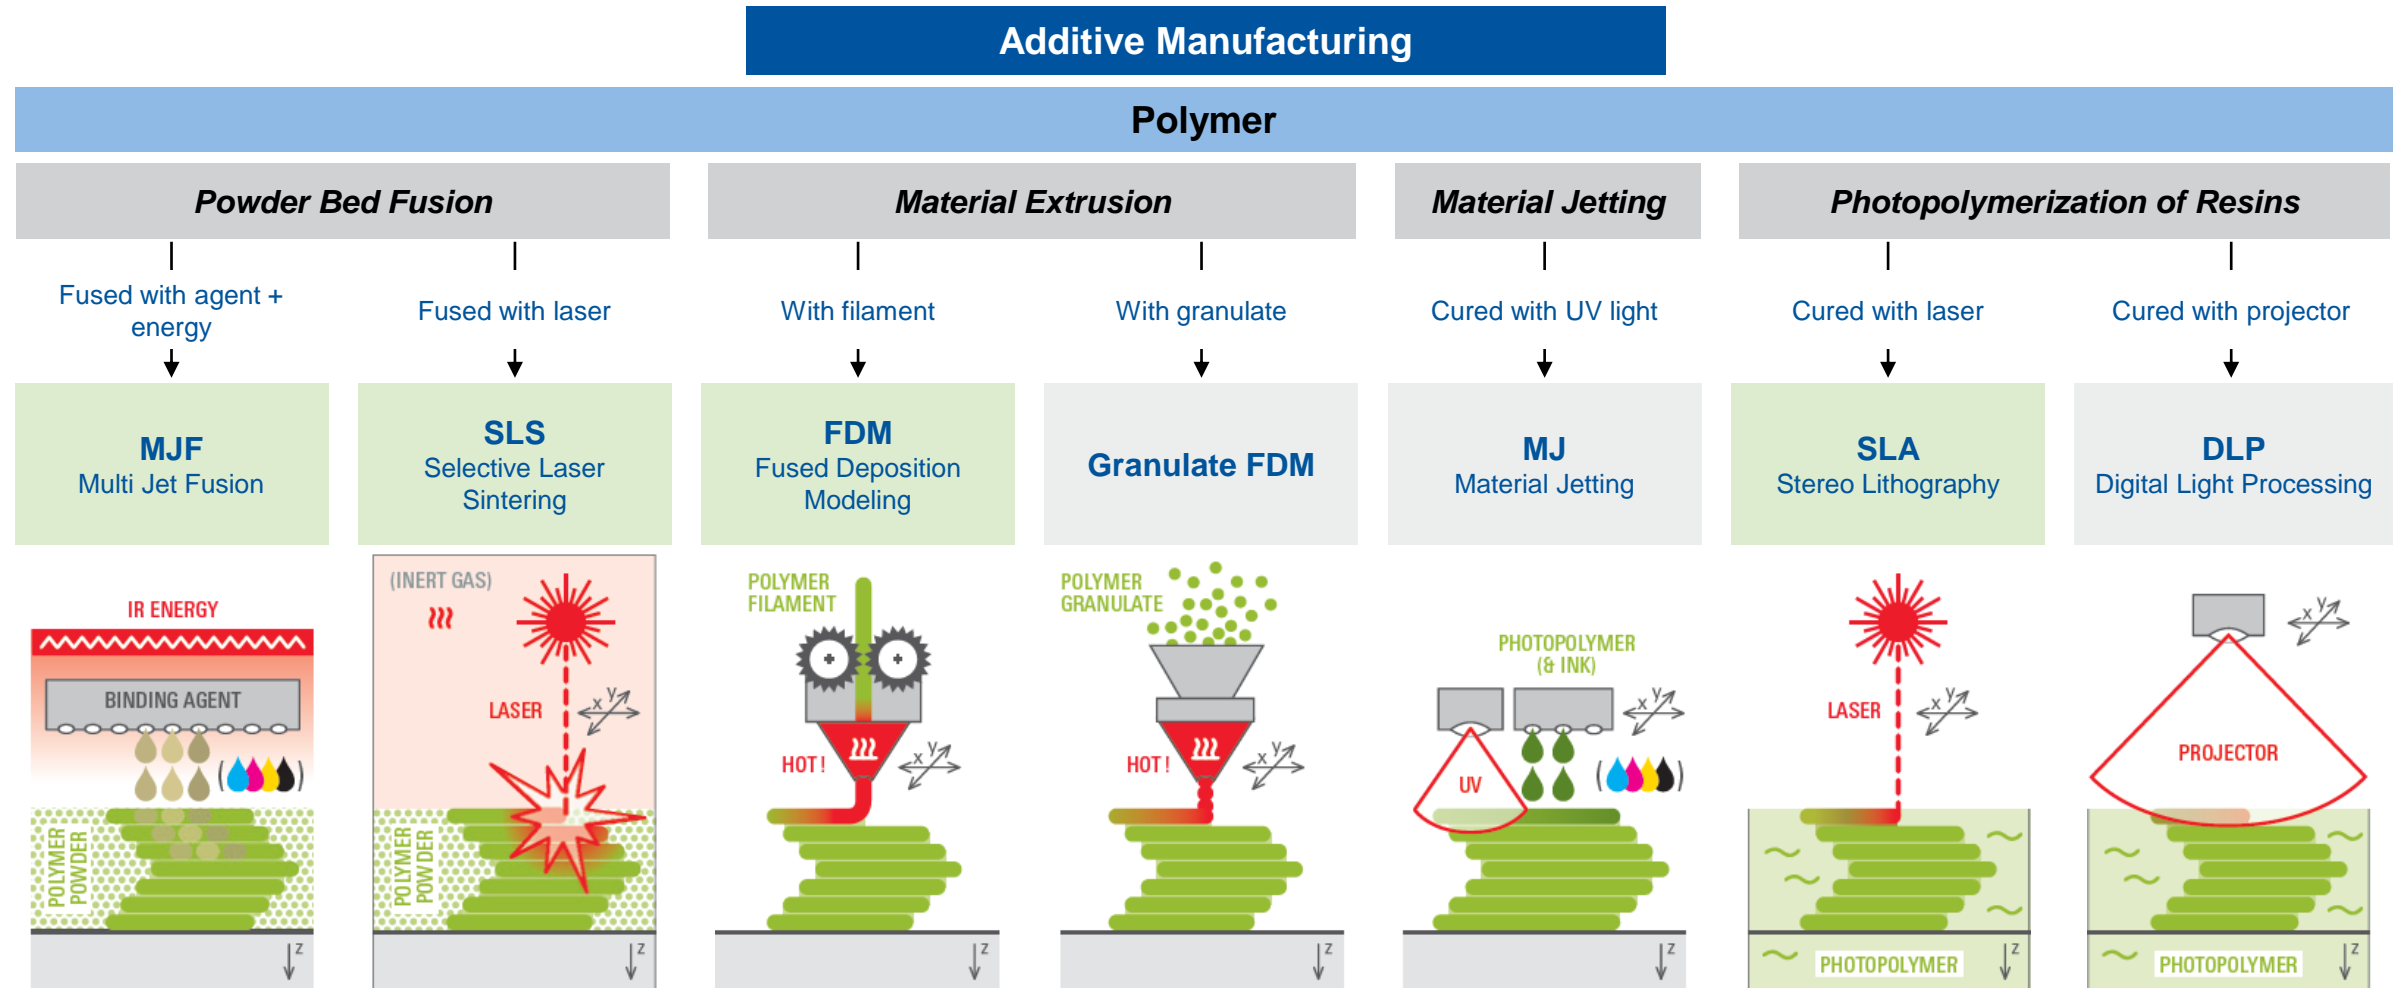 Additive Manufacturing
Polymer
Powder Bed Fusion
Material Extrusion
Material Jetting
Photopolymerization of Resins
Fused with agent +
energy
Fused with laser
With filament
With granulate
Cured with UV light
Cured with laser
Cured with projector
MJF
Multi Jet Fusion
SLS
Selective Laser
Sintering
FDM
Fused Deposition
Modeling
Granulate FDM
MJ
Material Jetting
SLA
Stereo Lithography
DLP
Digital Light Processing
IR ENERGY
BINDING AGENT
( )
POLYMER
POWDER
z
(INERT GAS)
LASER
x y
POLYMER
POWDER
z
POLYMER
FILAMENT
HOT!
x y
z
POLYMER
GRANULATE
HOT!
x y
z
PHOTOPOLYMER
(& INK)
x y
UV
( )
z
LASER
x y
PHOTOPOLYMER
z
x y
PROJECTOR
PHOTOPOLYMER
z